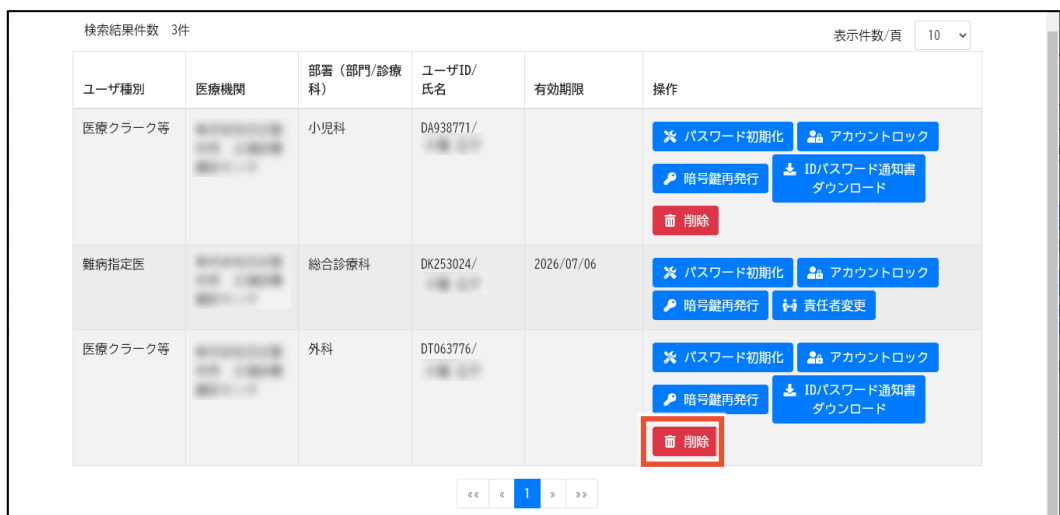 検索結果件数 3件
表示件数/頁 10
ユーザ種別 医療機関 部署（部門/診療科） ユーザID/氏名 有効期限 操作
医療クラーク等 小児科 DA938771/
パスワード初期化 アカウントロック
暗号鍵再発行 IDパスワード通知書ダウンロード
削除
難病指定医 総合診療科 DK253024/ 2026/07/06
パスワード初期化 アカウントロック
暗号鍵再発行 責任者変更
医療クラーク等 外科 DT063776/
パスワード初期化 アカウントロック
暗号鍵再発行 IDパスワード通知書ダウンロード
削除
«« « 1 » »»